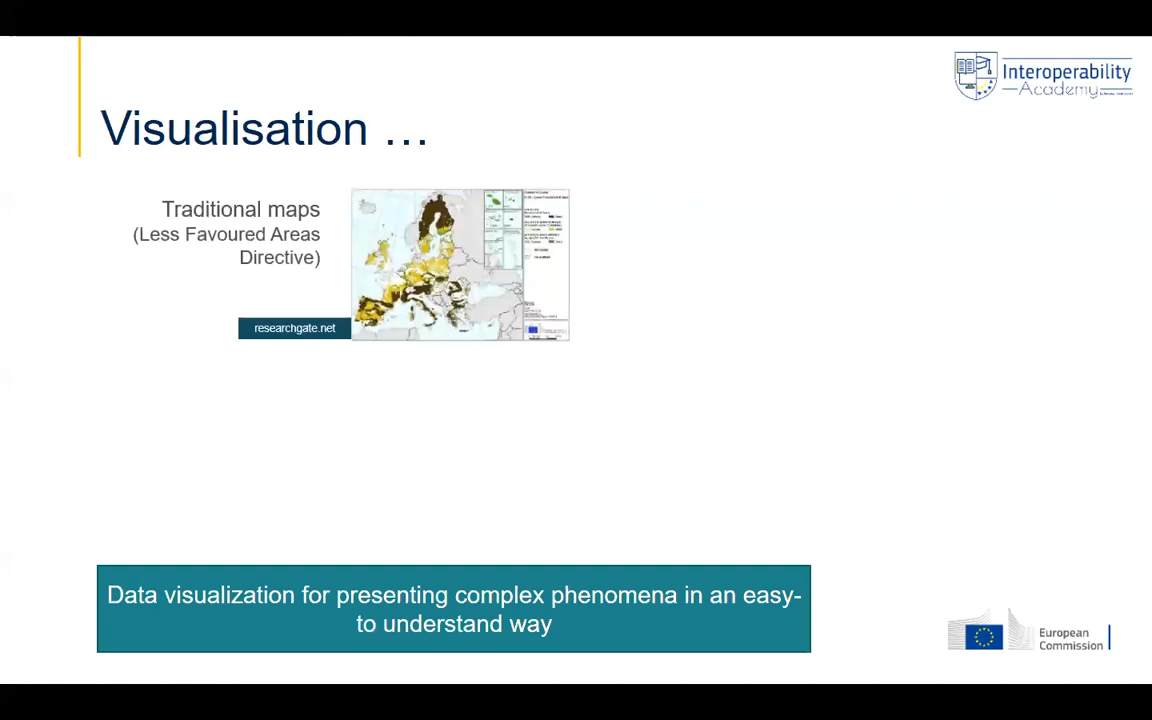 Interoperability
Academy
Visualisation ...
Traditional maps
(Less Favoured Areas
Directive)
researchgate.net
Data visualization for presenting complex phenomena in an easy-
to understand way
European
Commission